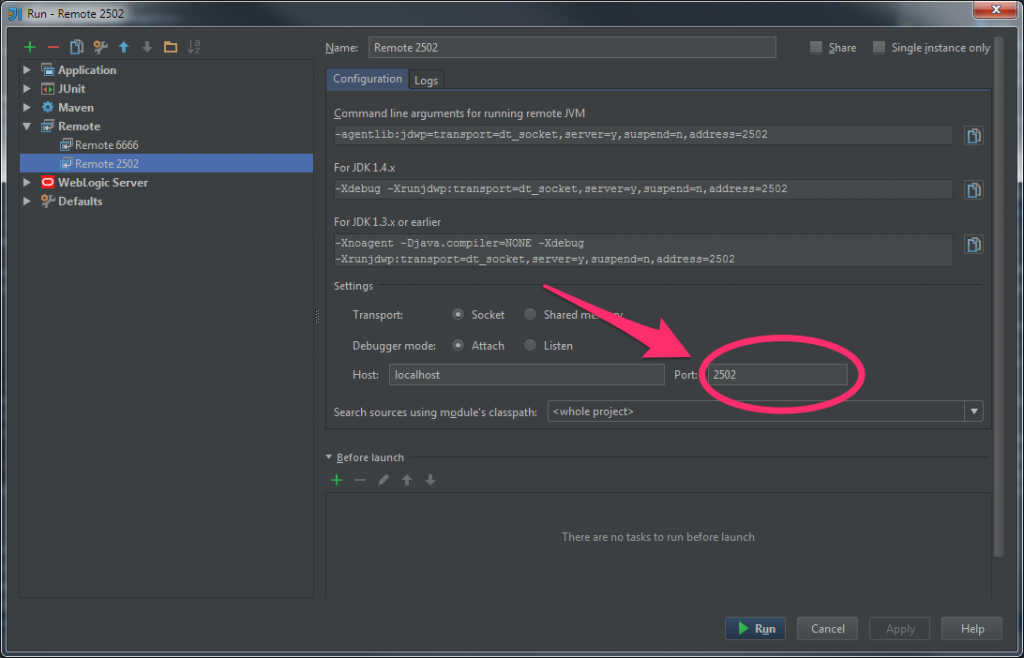 Run - Remote 2502
Name: Remote 2502 Share Single instance only
Application
JUnit
Maven
Remote
Remote 6666
Remote 2502
WebLogic Server
Defaults
Configuration Logs
Command line arguments for running remote JVM
-agentlib:jdwp=transport=dt_socket,server=y,suspend=n,address=2502
For JDK 1.4.x
-Xdebug -Xrunjdwp:transport=dt_socket,server=y,suspend=n,address=2502
For JDK 1.3.x or earlier
-Xnoagent -Djava.compiler=NONE -Xdebug
-Xrunjdwp:transport=dt_socket,server=y,suspend=n,address=2502
Settings
Transport: Socket Shared memory
Debugger mode: Attach Listen
Host: localhost Port: 2502
Search sources using module's classpath: <whole project>
Before launch
There are no tasks to run before launch
Run Cancel Apply Help